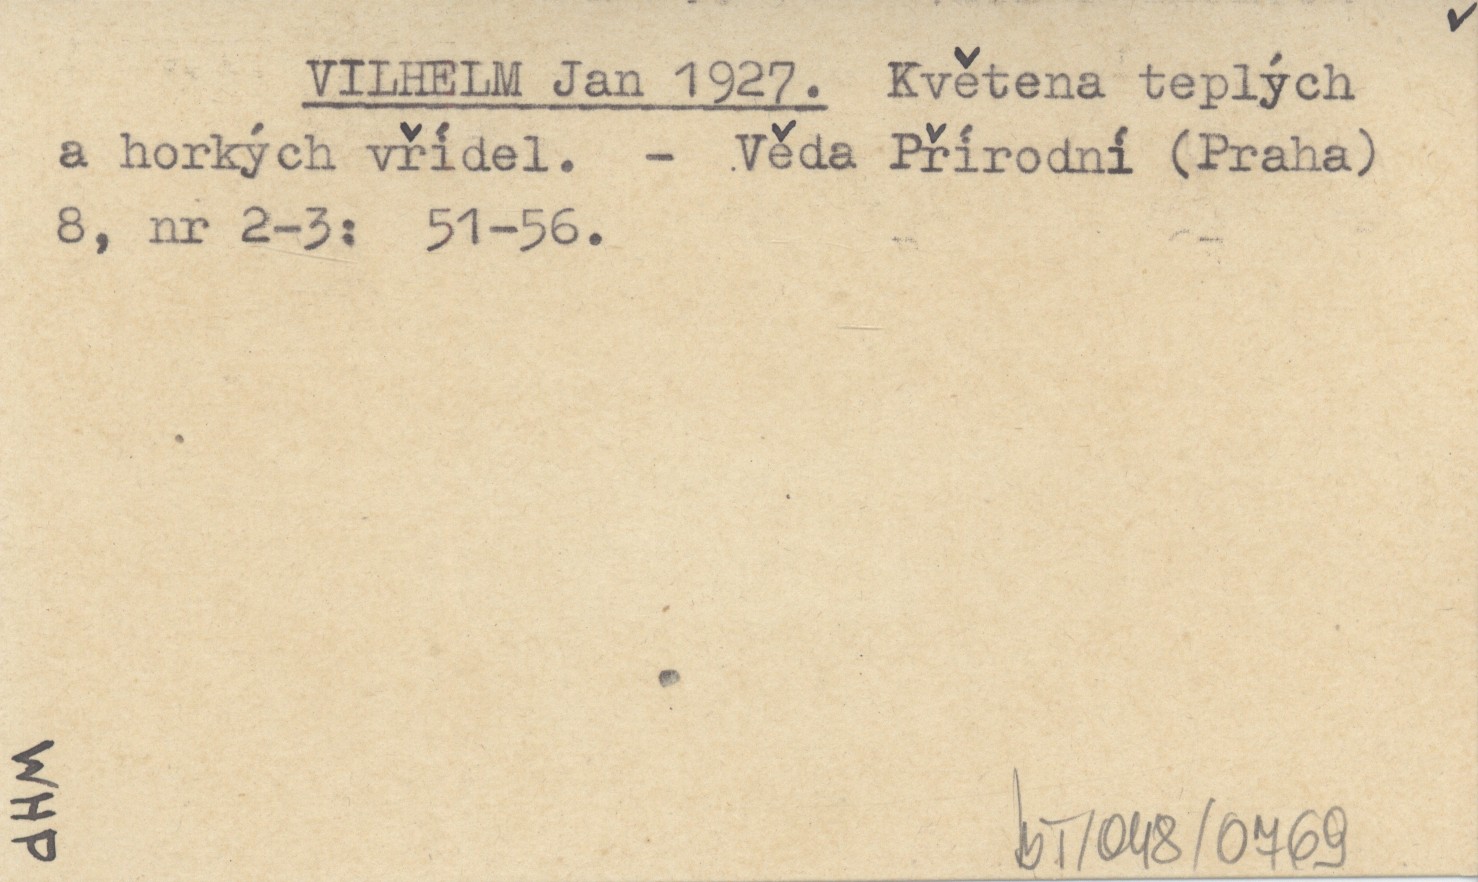 VILHELM Jan 1927. Květena teplých
a horkých vřídel. - Věda Přírodní (Praha)
8, nr 2-3: 51-56.
WHP
bT/048/0769